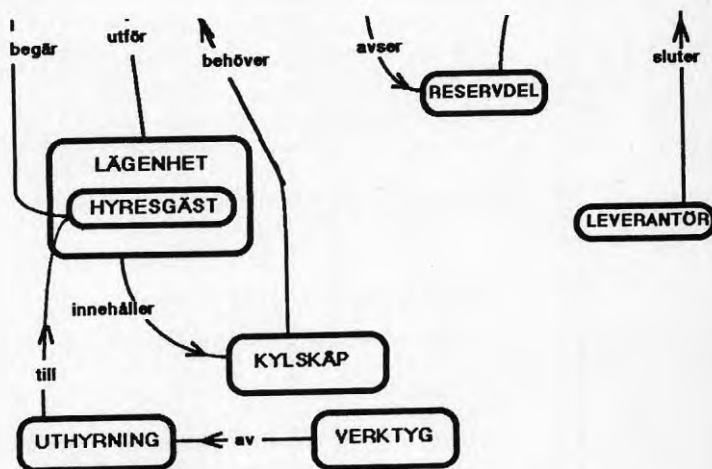 begär
utför
behöver
avser
sluter
RESERVDEL
LÄGENHET
HYRESGÄST
LEVERANTÖR
innehåller
KYLSKÅP
till
UTHYRNING
av
VERKTYG